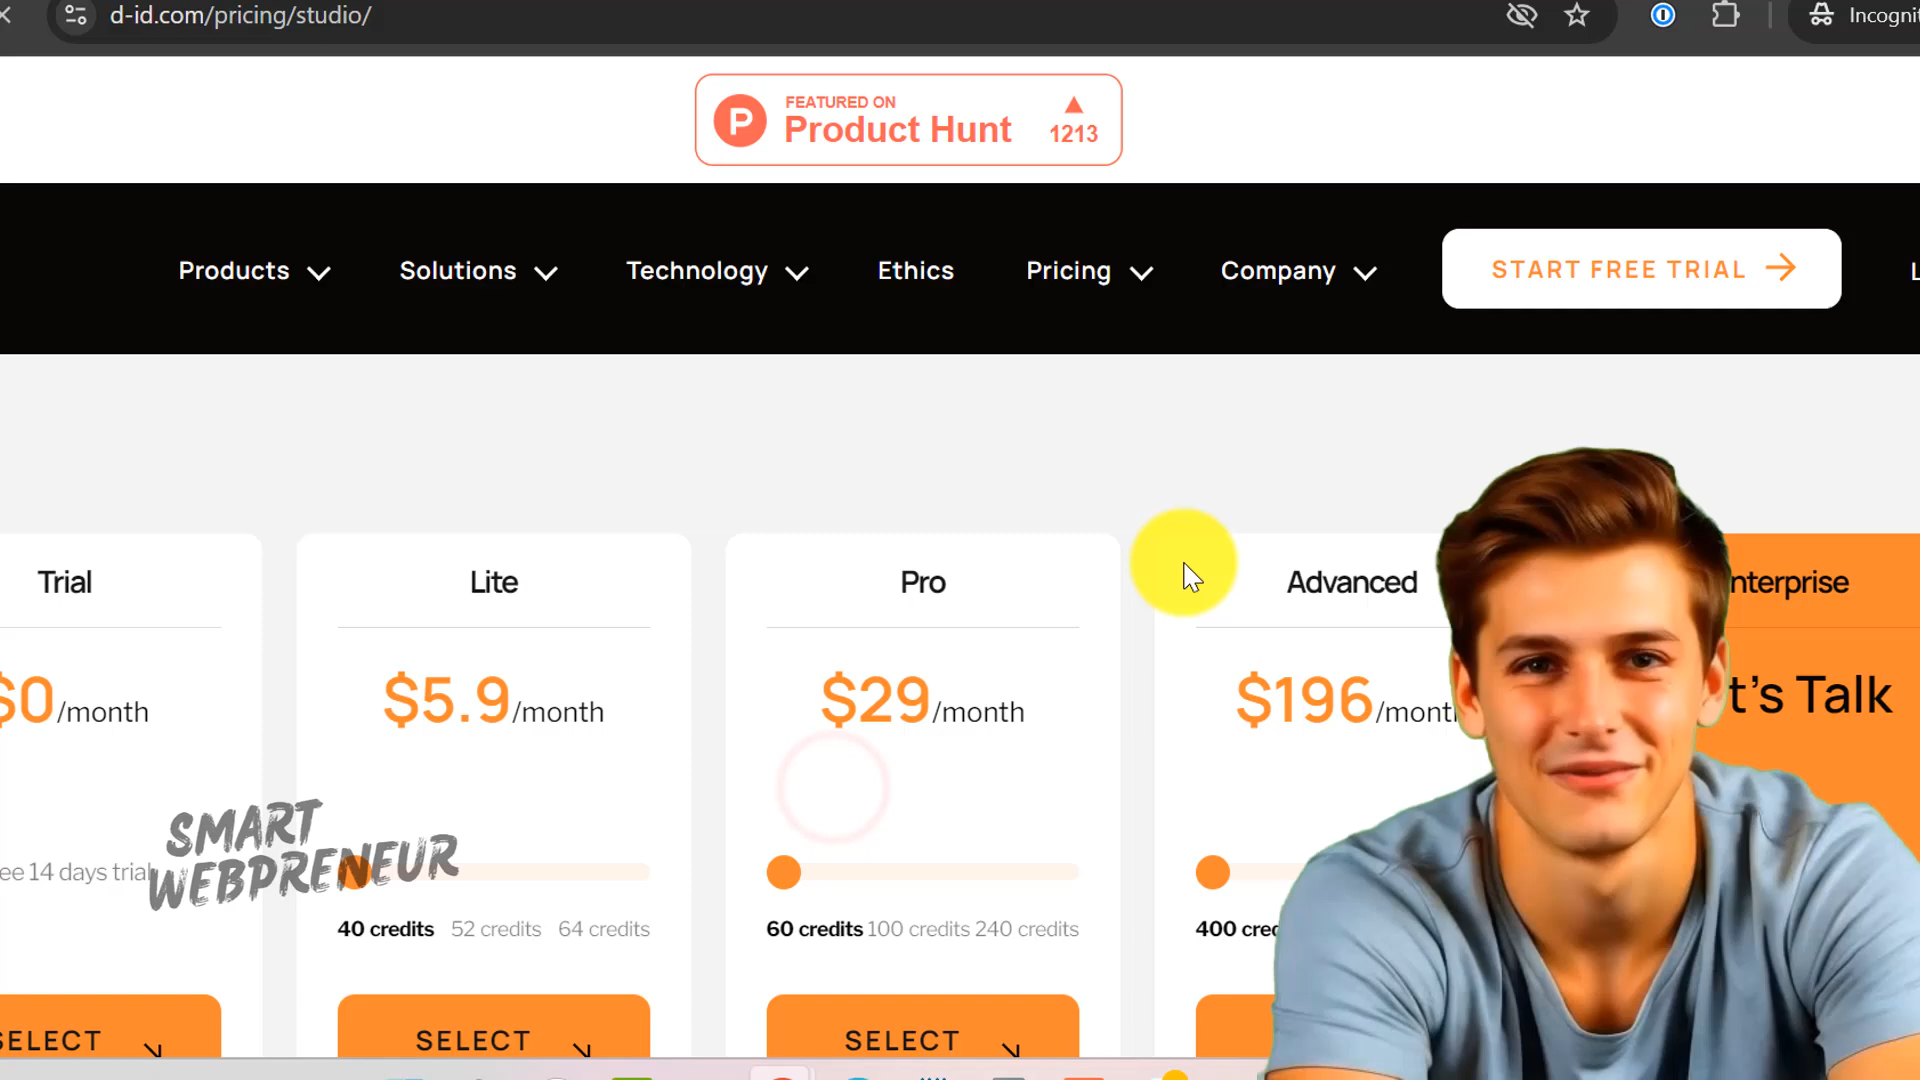 d-id.com/pricing/studio/
Incogni
FEATURED ON
Product Hunt
1213
Products
Solutions
Technology
Ethics
Pricing
Company
START FREE TRIAL
L
Trial
Lite
Pro
Advanced
nterprise
$0/month
$5.9/month
$29/month
$196/mont
t's Talk
ee 14 days trial
SMART
WEBPRENEUR
40 credits 52 credits 64 credits
60 credits 100 credits 240 credits
400 cre
SELECT
SELECT
SELECT